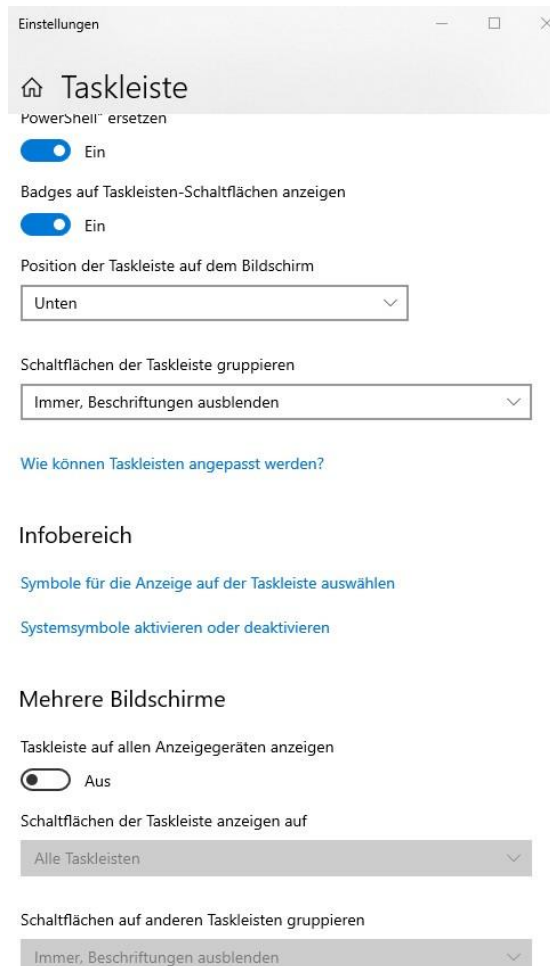 Einstellungen
Taskleiste
PowerShell" ersetzen
Ein
Badges auf Taskleisten-Schaltflächen anzeigen
Ein
Position der Taskleiste auf dem Bildschirm
Unten
Schaltflächen der Taskleiste gruppieren
Immer, Beschriftungen ausblenden
Wie können Taskleisten angepasst werden?
Infobereich
Symbole für die Anzeige auf der Taskleiste auswählen
Systemsymbole aktivieren oder deaktivieren
Mehrere Bildschirme
Taskleiste auf allen Anzeigegeräten anzeigen
Aus
Schaltflächen der Taskleiste anzeigen auf
Alle Taskleisten
Schaltflächen auf anderen Taskleisten gruppieren
Immer, Beschriftungen ausblenden